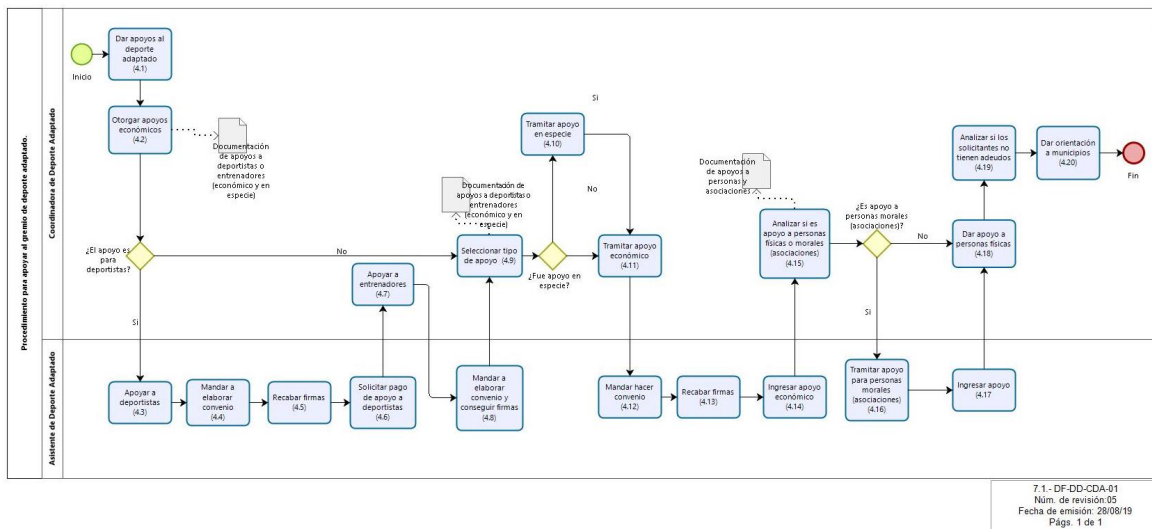 Procedimiento para apoyar al gremio de deporte adaptado.
Coordinadora de Deporte Adaptado
Inicio
Dar apoyos al
deporte
adaptado
(4.1)
Otorgar apoyos
económicos
(4.2)
Documentación
de apoyos a
deportistas o
entrenadores
(económico y en
especie)
¿El apoyo es
para
deportistas?
No
Si
Apoyar a
entrenadores
(4.7)
Documentación de
apoyos a deportistas o
entrenadores
(económico y en
especie)
Seleccionar tipo
de apoyo (4.9)
¿Fue apoyo en
especie?
Si
Tramitar apoyo
en especie
(4.10)
No
Tramitar apoyo
económico
(4.11)
Documentación
de apoyos a
personas y
asociaciones
Analizar si es
apoyo a personas
físicas o morales
(asociaciones)
(4.15)
¿Es apoyo a
personas morales
(asociaciones)?
No
Si
Dar apoyo a
personas físicas
(4.18)
Analizar si los
solicitantes no
tienen adeudos
(4.19)
Dar orientación
a municipios
(4.20)
Fin
Asistente de Deporte Adaptado
Apoyar a
deportistas
(4.3)
Mandar a
elaborar
convenio
(4.4)
Recabar firmas
(4.5)
Solicitar pago
de apoyo a
deportistas
(4.6)
Mandar a
elaborar
convenio y
conseguir firmas
(4.8)
Mandar hacer
convenio
(4.12)
Recabar firmas
(4.13)
Ingresar apoyo
económico
(4.14)
Tramitar apoyo
para personas
morales
(asociaciones)
(4.16)
Ingresar apoyo
(4.17
7.1.- DF-DD-CDA-01
Núm. de revisión:05
Fecha de emisión: 28/08/19
Págs. 1 de 1